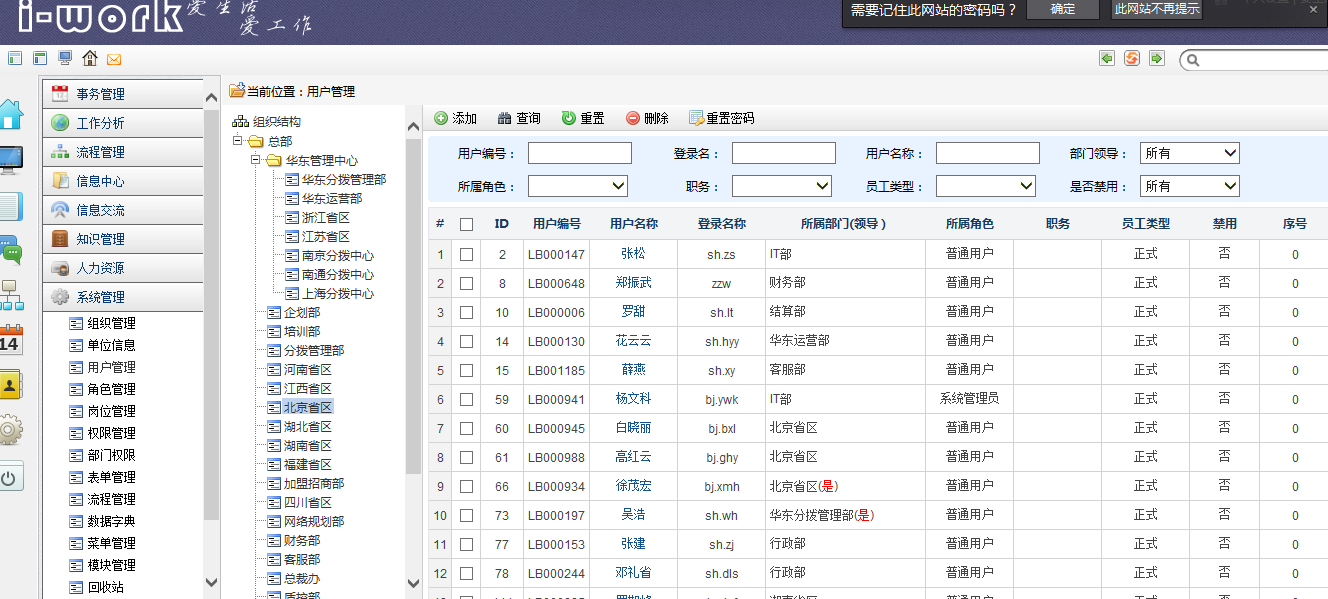 i-work 爱生活 爱工作
需要记住此网站的密码吗？ 确定 此网站不再提示 ×
当前位置：用户管理
事务管理
工作分析
流程管理
信息中心
信息交流
知识管理
人力资源
系统管理
组织管理
单位信息
用户管理
角色管理
岗位管理
权限管理
部门权限
表单管理
流程管理
数据字典
菜单管理
模块管理
回收站
14
组织结构
总部
华东管理中心
华东分拨管理部
华东运营部
浙江省区
江苏省区
南京分拨中心
南通分拨中心
上海分拨中心
企划部
培训部
分拨管理部
河南省区
江西省区
北京省区
湖北省区
湖南省区
福建省区
加盟招商部
四川省区
网络规划部
财务部
客服部
总裁办
质控部
添加 查询 重置 删除 重置密码
用户编号： 登录名： 用户名称： 部门领导： 所有
所属角色： 职务： 员工类型： 是否禁用： 所有
# ID 用户编号 用户名称 登录名称 所属部门(领导) 所属角色 职务 员工类型 禁用 序号
1 2 LB000147 张松 sh.zs IT部 普通用户 正式 否 0
2 8 LB000648 郑振武 zzw 财务部 普通用户 正式 否 0
3 10 LB000006 罗甜 sh.lt 结算部 普通用户 正式 否 0
4 14 LB000130 花云云 sh.hyy 华东运营部 普通用户 正式 否 0
5 15 LB001185 薛燕 sh.xy 客服部 普通用户 正式 否 0
6 59 LB000941 杨文科 bj.ywk IT部 系统管理员 正式 否 0
7 60 LB000945 白晓丽 bj.bxl 北京省区 普通用户 正式 否 0
8 61 LB000988 高红云 bj.ghy 北京省区 普通用户 正式 否 0
9 66 LB000934 徐茂宏 bj.xmh 北京省区(是) 普通用户 正式 否 0
10 73 LB000197 吴浩 sh.wh 华东分拨管理部(是) 普通用户 正式 否 0
11 77 LB000153 张建 sh.zj 行政部 普通用户 正式 否 0
12 78 LB000244 邓礼省 sh.dls 行政部 普通用户 正式 否 0